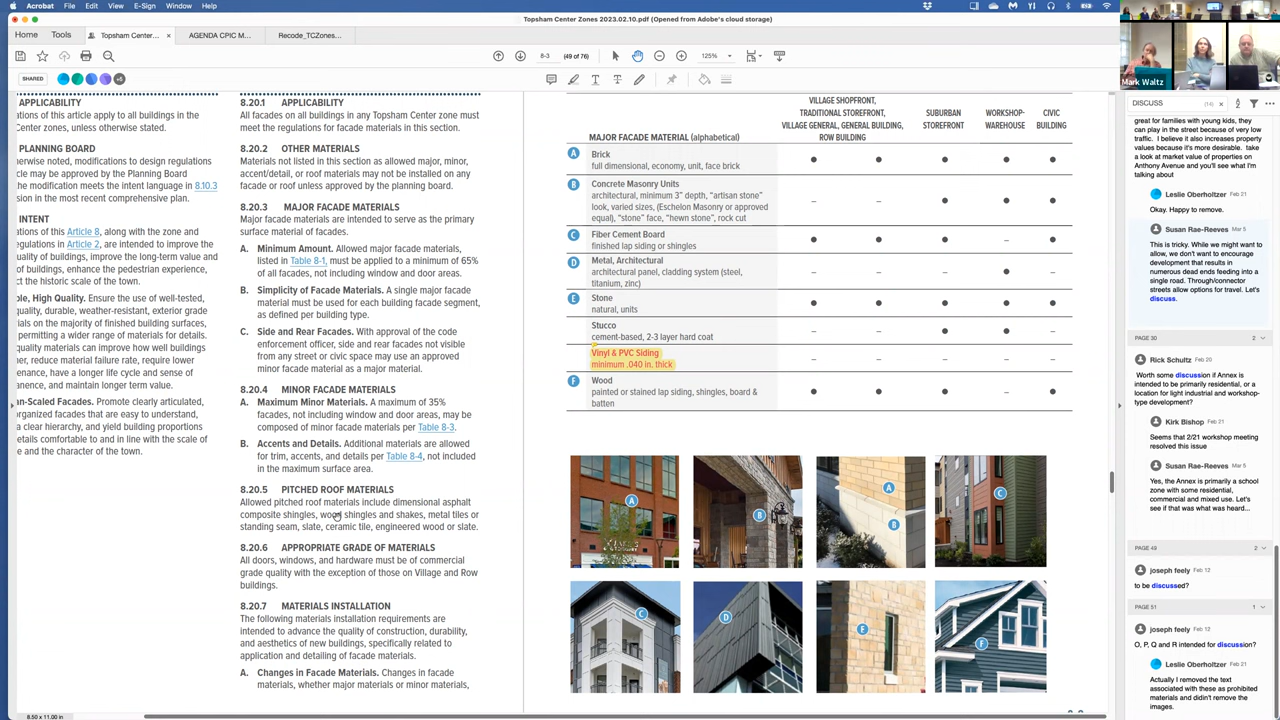 Acrobat File Edit View E-Sign Window Help
Topsham Center Zones 2023.02.10.pdf (Opened from Adobe's cloud storage)
Home Tools Topsham Center... × AGENDA CPIC M... Recode_TCZones...
8-3 (49 of 76) 125%
SHARED +6
Mark Waltz
APPLICABILITY
ations of this article apply to all buildings in the
Center zones, unless otherwise stated.
PLANNING BOARD
herwise noted, modifications to design regulations
icle may be approved by the Planning Board
he modification meets the intent language in 8.10.3
sion in the most recent comprehensive plan.
INTENT
ations of this Article 8, along with the zone and
egulations in Article 2, are intended to improve the
quality of buildings, improve the long-term value and
of buildings, enhance the pedestrian experience,
ct the historic scale of the town.
ble, High Quality. Ensure the use of well-tested,
quality, durable, weather-resistant, exterior grade
ials on the majority of finished building surfaces,
permitting a wider range of materials for details.
quality materials can improve how well buildings
her, reduce material failure rate, require lower
enance, have a longer life cycle and sense of
anence, and maintain longer term value.
an-Scaled Facades. Promote clearly articulated,
organized facades that are easy to understand,
a clear hierarchy, and yield building proportions
etails comfortable to and in line with the scale of
e and the character of the town.
8.20.1 APPLICABILITY
All facades on all buildings in any Topsham Center zone must
meet the regulations for facade materials in this section.
8.20.2 OTHER MATERIALS
Materials not listed in this section as allowed major, minor,
accent/detail, or roof materials may not be installed on any
facade or roof unless approved by the planning board.
8.20.3 MAJOR FACADE MATERIALS
Major facade materials are intended to serve as the primary
surface material of facades.
A. Minimum Amount. Allowed major facade materials,
listed in Table 8-1, must be applied to a minimum of 65%
of all facades, not including window and door areas.
B. Simplicity of Facade Materials. A single major facade
material must be used for each building facade segment,
as defined per building type.
C. Side and Rear Facades. With approval of the code
enforcement officer, side and rear facades not visible
from any street or civic space may use an approved
minor facade material as a major material.
8.20.4 MINOR FACADE MATERIALS
A. Maximum Minor Materials. A maximum of 35%
facades, not including window and door areas, may be
composed of minor facade materials per Table 8-3.
B. Accents and Details. Additional materials are allowed
for trim, accents, and details per Table 8-4, not included
in the maximum surface area.
8.20.5 PITCHED ROOF MATERIALS
Allowed pitched roof materials include dimensional asphalt
composite shingles, wood shingles and shakes, metal tiles or
standing seam, slate, ceramic tile, engineered wood or slate.
8.20.6 APPROPRIATE GRADE OF MATERIALS
All doors, windows, and hardware must be of commercial
grade quality with the exception of those on Village and Row
buildings.
8.20.7 MATERIALS INSTALLATION
The following materials installation requirements are
intended to advance the quality of construction, durability,
and aesthetics of new buildings, specifically related to
application and detailing of facade materials.
A. Changes in Facade Materials. Changes in facade
materials, whether major materials or minor materials,
8.50 x 11.00 in
MAJOR FACADE MATERIAL (alphabetical)
VILLAGE SHOPFRONT,
TRADITIONAL STOREFRONT,
VILLAGE GENERAL, GENERAL BUILDING,
ROW BUILDING
SUBURBAN
STOREFRONT
WORKSHOP-
WAREHOUSE
CIVIC
BUILDING
A Brick ● ● ● ● ●
full dimensional, economy, unit, face brick
B Concrete Masonry Units
architectural, minimum 3" depth, "artisan stone"
look, varied sizes, (Echelon Masonry or approved – – ● ● ●
equal), "stone" face, "hewn stone", rock cut
C Fiber Cement Board ● ● ● – ●
finished lap siding or shingles
D Metal, Architectural
architectural panel, cladding system (steel, – – – ● –
titanium, zinc)
E Stone ● ● ● ● ●
natural, units
Stucco – – ● ● –
cement-based, 2-3 layer hard coat
Vinyl & PVC Siding – – – – –
minimum .040 in. thick
F Wood
painted or stained lap siding, shingles, board & ● ● ● – ●
batten
A B A B C
C D E F
DISCUSS (14) ×
great for families with young kids, they
can play in the street because of very low
traffic. I believe it also increases property
values because it's more desirable. take
a look at market value of properties on
Anthony Avenue and you'll see what I'm
talking about
Leslie Oberholtzer Feb 21
Okay. Happy to remove.
Susan Rae-Reeves Mar 5
This is tricky. While we might want to
allow, we don't want to encourage
development that results in
numerous dead ends feeding into a
single road. Through/connector
streets allow options for travel. Let's
discuss.
PAGE 30 2
Rick Schultz Feb 20
Worth some discussion if Annex is
intended to be primarily residential, or a
location for light industrial and workshop-
type development?
Kirk Bishop Feb 21
Seems that 2/21 workshop meeting
resolved this issue
Susan Rae-Reeves Mar 5
Yes, the Annex is primarily a school
zone with some residential,
commercial and mixed use. Let's
see if that was what was heard...
PAGE 49 2
joseph feely Feb 12
to be discussed?
PAGE 51 1
joseph feely Feb 12
O, P, Q and R intended for discussion?
Leslie Oberholtzer Feb 21
Actually I removed the text
associated with these as prohibited
materials and didn't remove the
images.